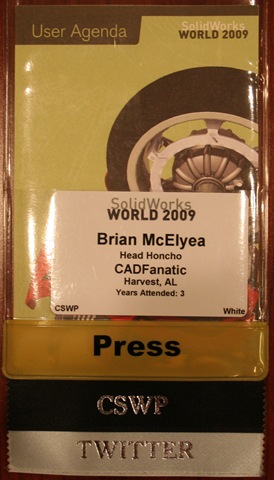 SolidWorks
User Agenda WORLD 2009
SolidWorks
WORLD 2009
Brian McElyea
Head Honcho
CADFanatic
Harvest, AL
Years Attended: 3
CSWP White
Press
CSWP
TWITTER